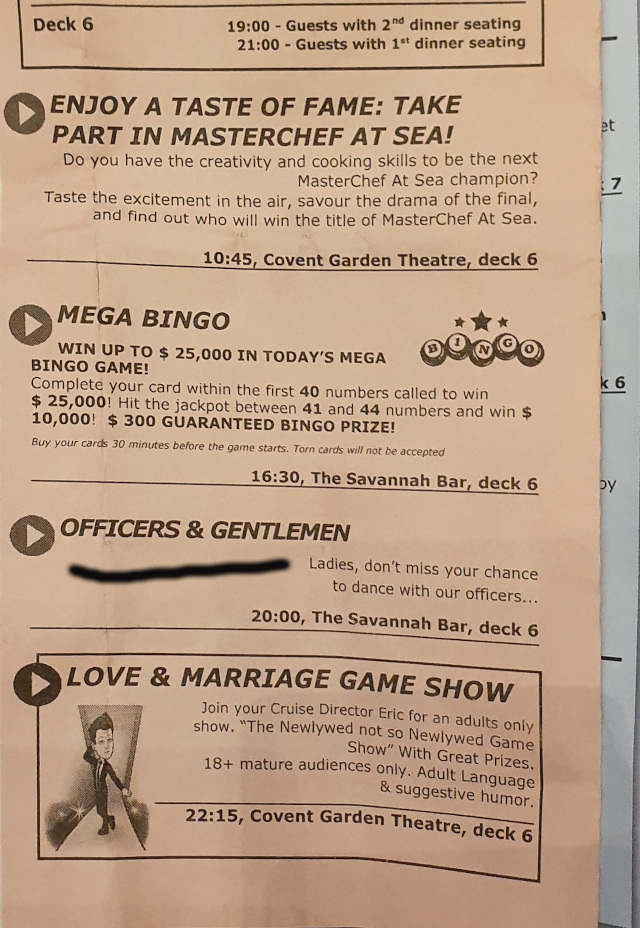 Deck 6 19:00 - Guests with 2nd dinner seating
21:00 - Guests with 1st dinner seating
ENJOY A TASTE OF FAME: TAKE
PART IN MASTERCHEF AT SEA!
Do you have the creativity and cooking skills to be the next
MasterChef At Sea champion?
Taste the excitement in the air, savour the drama of the final,
and find out who will win the title of MasterChef At Sea.
10:45, Covent Garden Theatre, deck 6
MEGA BINGO
BINGO
WIN UP TO $ 25,000 IN TODAY'S MEGA
BINGO GAME!
Complete your card within the first 40 numbers called to win
$ 25,000! Hit the jackpot between 41 and 44 numbers and win $
10,000! $ 300 GUARANTEED BINGO PRIZE!
Buy your cards 30 minutes before the game starts. Torn cards will not be accepted
16:30, The Savannah Bar, deck 6
OFFICERS & GENTLEMEN
Ladies, don't miss your chance
to dance with our officers...
20:00, The Savannah Bar, deck 6
LOVE & MARRIAGE GAME SHOW
Join your Cruise Director Eric for an adults only
show. "The Newlywed not so Newlywed Game
Show" With Great Prizes.
18+ mature audiences only. Adult Language
& suggestive humor.
22:15, Covent Garden Theatre, deck 6
7
6